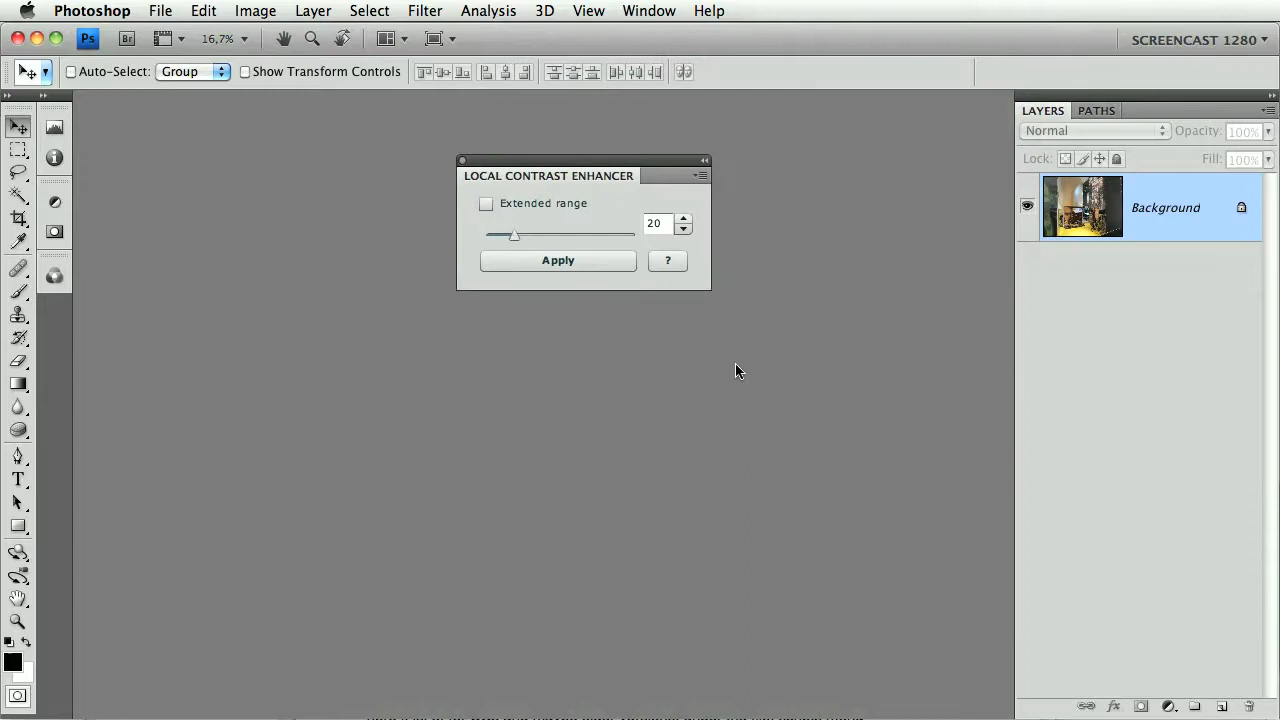 Photoshop File Edit Image Layer Select Filter Analysis 3D View Window Help
Ps Br 16,7% SCREENCAST 1280
Auto-Select: Group Show Transform Controls
LAYERS PATHS
Normal Opacity: 100%
Lock: Fill: 100%
Background
LOCAL CONTRAST ENHANCER
Extended range
20
Apply ?
T
fx